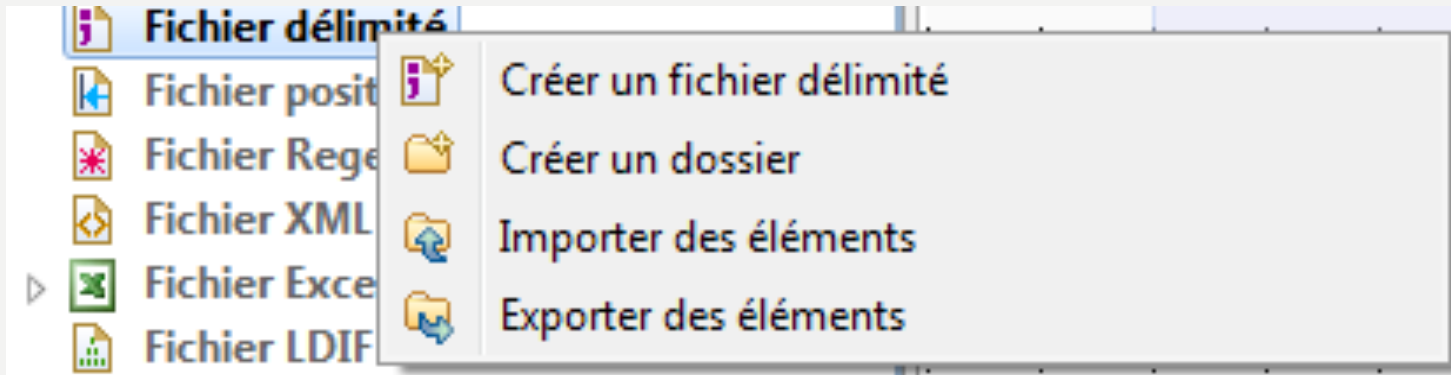 Fichier délimité
Fichier posit
Fichier Rege
Fichier XML
Fichier Exce
Fichier LDIF
Créer un fichier délimité
Créer un dossier
Importer des éléments
Exporter des éléments